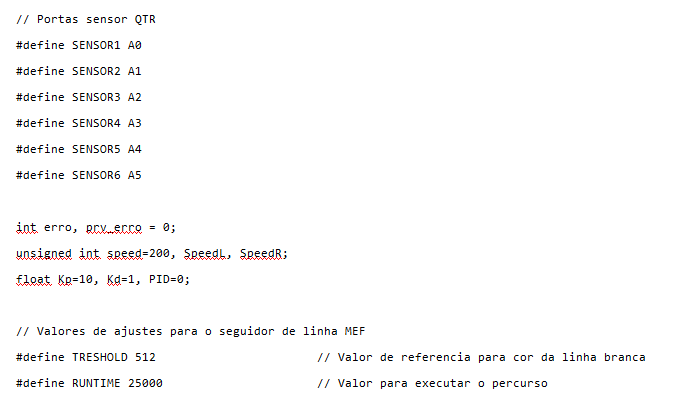 // Portas sensor QTR
#define SENSOR1 A0
#define SENSOR2 A1
#define SENSOR3 A2
#define SENSOR4 A3
#define SENSOR5 A4
#define SENSOR6 A5
int erro, prv_erro = 0;
unsigned int speed=200, SpeedL, SpeedR;
float Kp=10, Kd=1, PID=0;
// Valores de ajustes para o seguidor de linha MEF
#define TRESHOLD 512 // Valor de referencia para cor da linha branca
#define RUNTIME 25000 // Valor para executar o percurso